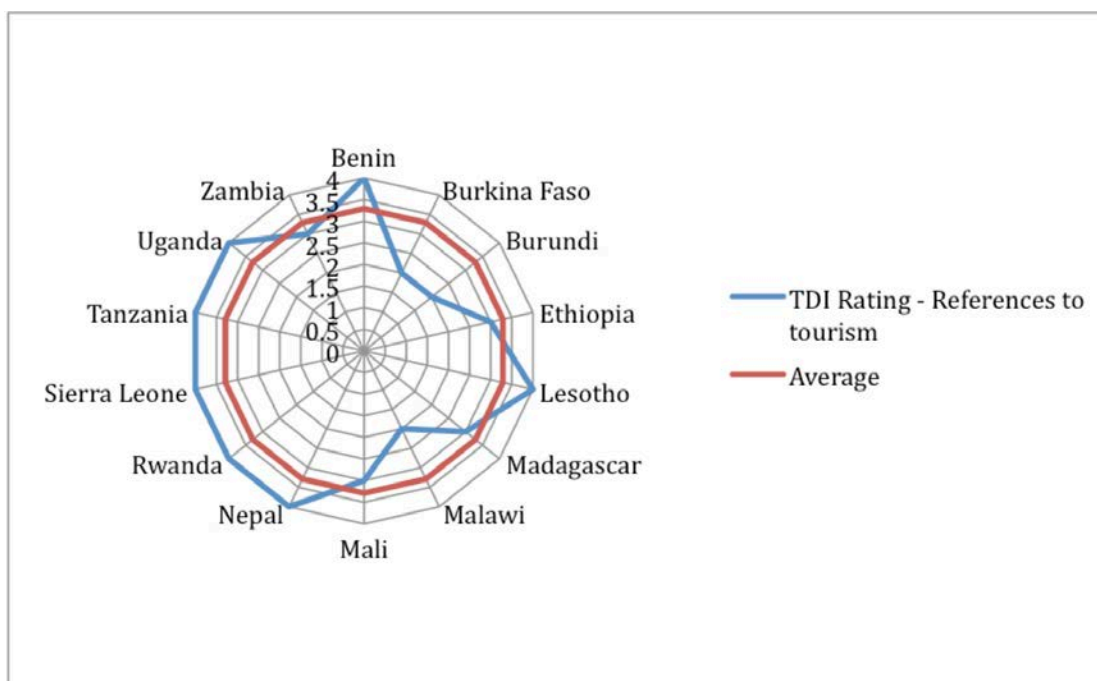 Benin
Zambia
Burkina Faso
Uganda
Burundi
Tanzania
Ethiopia
Sierra Leone
Lesotho
Rwanda
Madagascar
Nepal
Malawi
Mali
4
3.5
3
2.5
2
1.5
1
0.5
0
TDI Rating - References to
tourism
Average